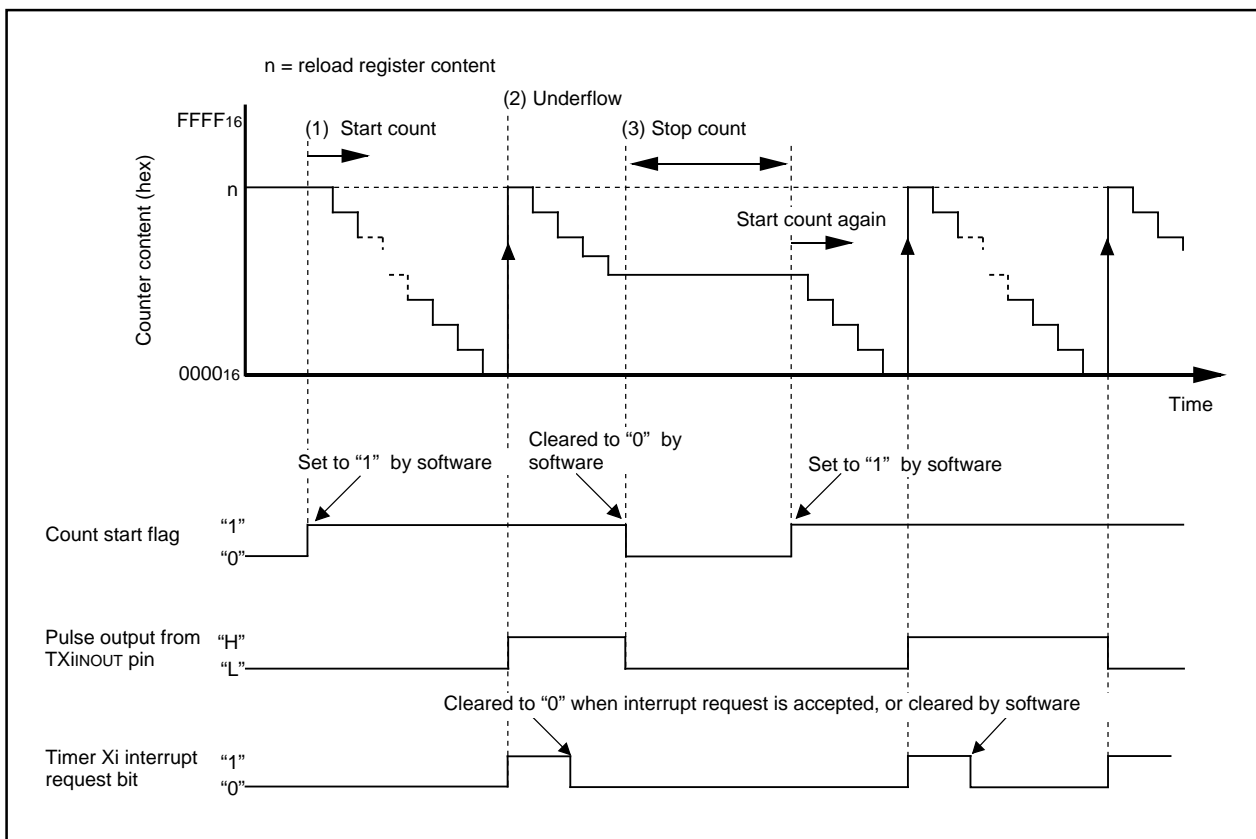 n = reload register content
(2) Underflow
FFFF16
(1) Start count
(3) Stop count
Counter content (hex)
n
Start count again
000016
Time
Cleared to “0” by
software
Set to “1” by software
Set to “1” by software
Count start flag
“1”
“0”
Pulse output from
TXiINOUT pin
“H”
“L”
Cleared to “0” when interrupt request is accepted, or cleared by software
Timer Xi interrupt
request bit
“1”
“0”